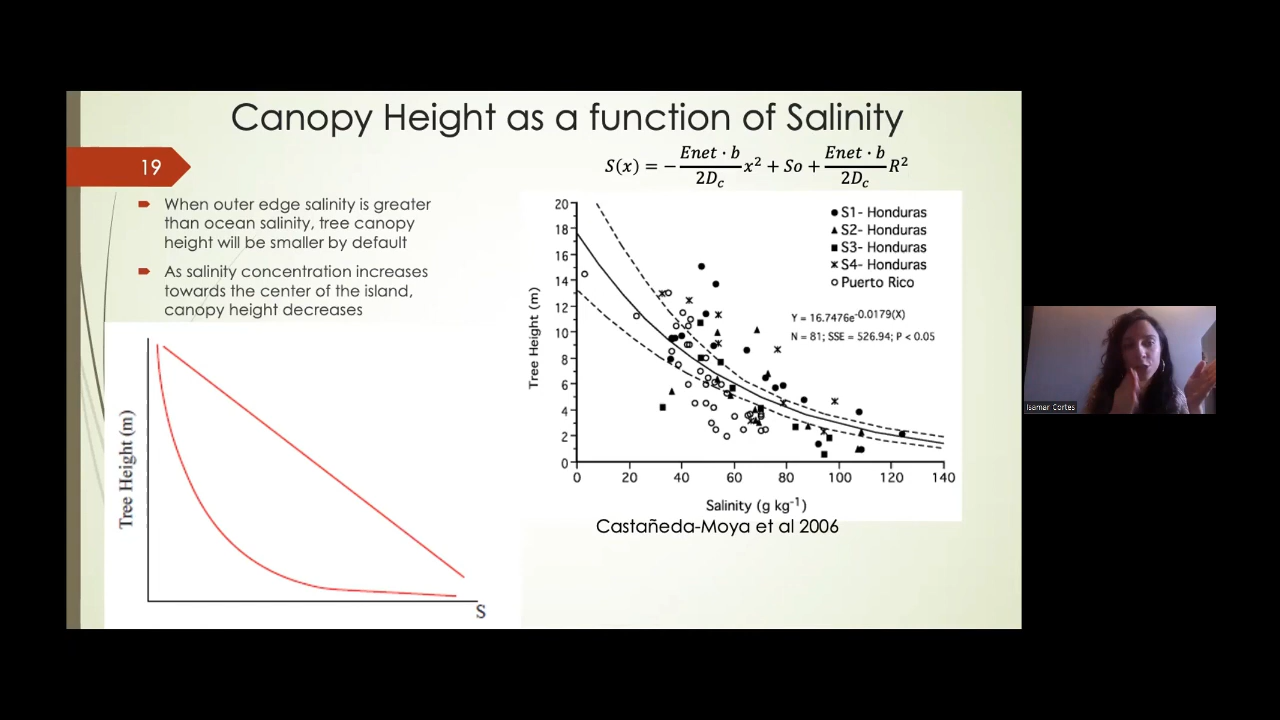 Canopy Height as a function of Salinity
19
S(x) = −(Enet · b / 2D_c) x² + So + (Enet · b / 2D_c) R²
When outer edge salinity is greater
than ocean salinity, tree canopy
height will be smaller by default
As salinity concentration increases
towards the center of the island,
canopy height decreases
Tree Height (m)
S
20
18
16
14
12
10
8
6
4
2
0
Tree Height (m)
S1- Honduras
S2- Honduras
S3- Honduras
S4- Honduras
Puerto Rico
Y = 16.7476e^-0.0179(X)
N = 81; SSE = 526.94; P < 0.05
0 20 40 60 80 100 120 140
Salinity (g kg⁻¹)
Castañeda-Moya et al 2006
Isamar Cortes